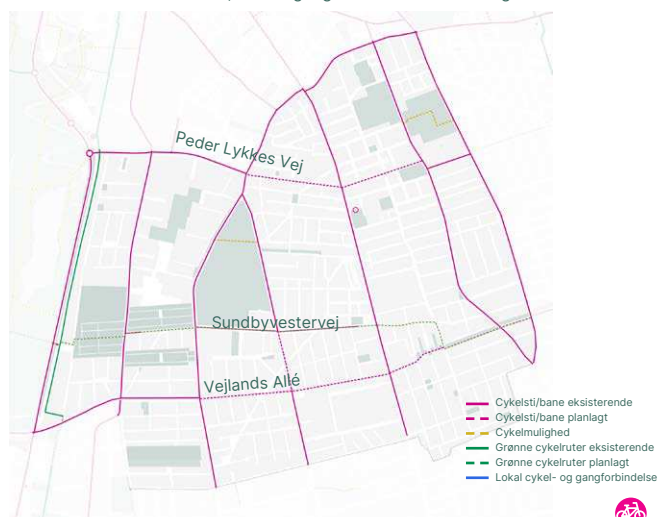 Peder Lykkes Vej
Sundbyvestervej
Vejlands Allé
Cykelsti/bane eksisterende
Cykelsti/bane planlagt
Cykelmulighed
Grønne cykelruter eksisterende
Grønne cykelruter planlagt
Lokal cykel- og gangforbindelse